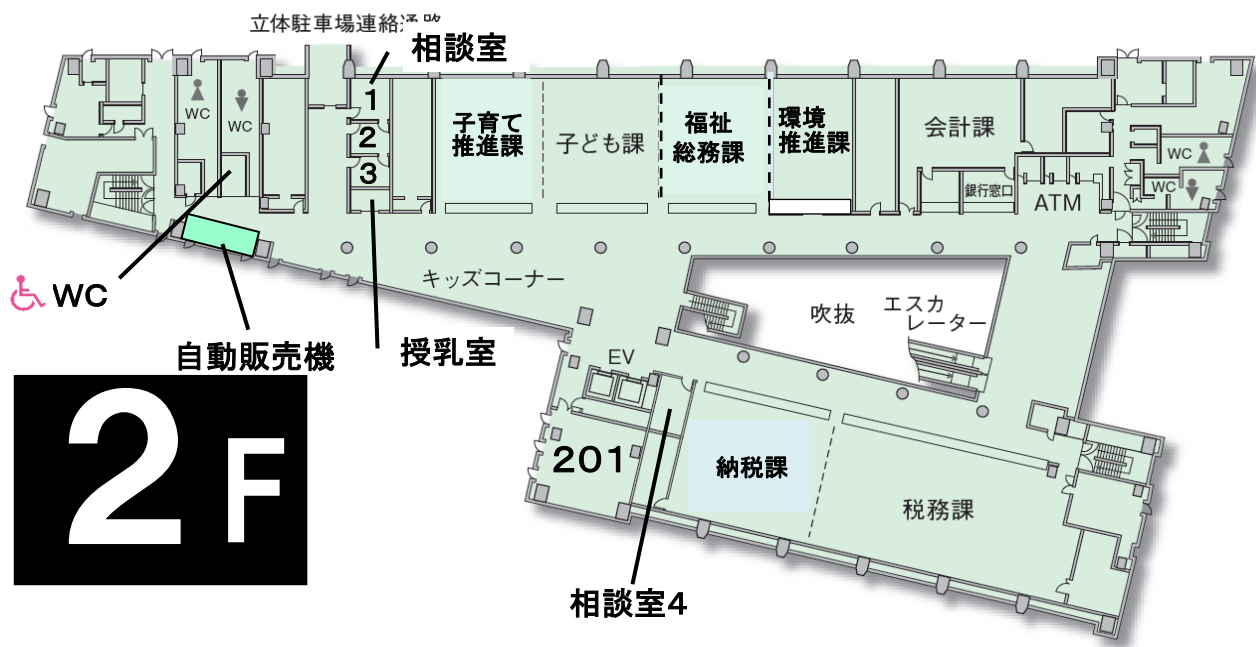 立体駐車場連絡通路
相談室
1
2
3
WC
WC
子育て
推進課
子ども課
福祉
総務課
環境
推進課
会計課
銀行窓口
ATM
WC
WC
キッズコーナー
WC
自動販売機
授乳室
吹抜
エスカ
レーター
EV
201
納税課
税務課
相談室4
2F